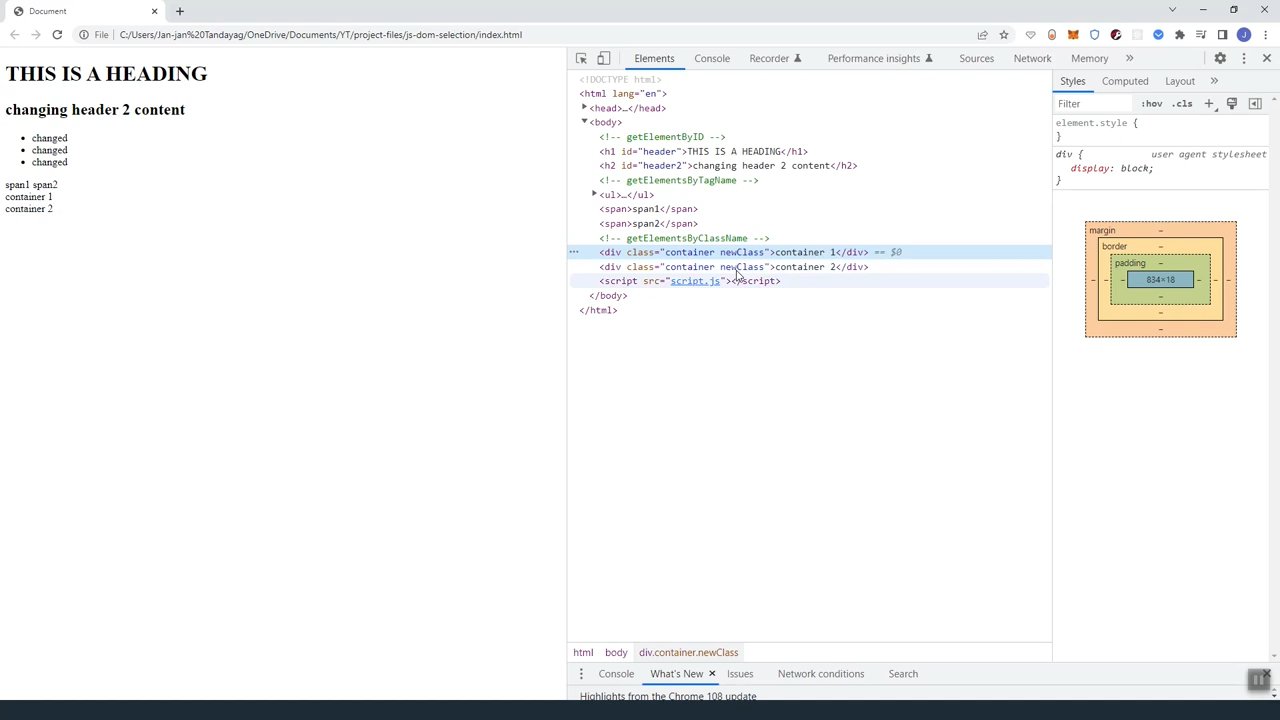 Document
File
C:/Users/Jan-jan%20Tandayag/OneDrive/Documents/YT/project-files/js-dom-selection/index.html
J
THIS IS A HEADING
changing header 2 content
• changed
• changed
• changed
span1 span2
container 1
container 2
Elements Console Recorder Performance insights Sources Network Memory »
<!DOCTYPE html>
<html lang="en">
<head>…</head>
<body>
<!-- getElementByID -->
<h1 id="header">THIS IS A HEADING</h1>
<h2 id="header2">changing header 2 content</h2>
<!-- getElementsByTagName -->
<ul>…</ul>
<span>span1</span>
<span>span2</span>
<!-- getElementsByClassName -->
<div class="container newClass">container 1</div> == $0
<div class="container newClass">container 2</div>
<script src="script.js"></script>
</body>
</html>
html body div.container.newClass
Styles Computed Layout »
Filter :hov .cls +
element.style {
}
div { user agent stylesheet
display: block;
}
margin –
border –
padding –
– – – 834×18 – – –
–
–
–
Console What's New Issues Network conditions Search
Highlights from the Chrome 108 update